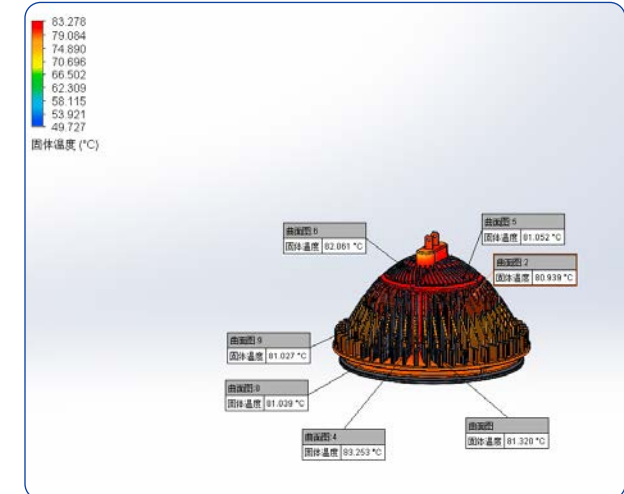 83.278
79.084
74.890
70.696
66.502
62.309
58.115
53.921
49.727
固体温度 (°C)
曲面图:6
固体温度 82.061 °C
曲面图:5
固体温度 81.052 °C
曲面图:2
固体温度 80.939 °C
曲面图:9
固体温度 81.027 °C
曲面图:8
固体温度 81.039 °C
曲面图:4
固体温度 83.253 °C
曲面图
固体温度 81.320 °C